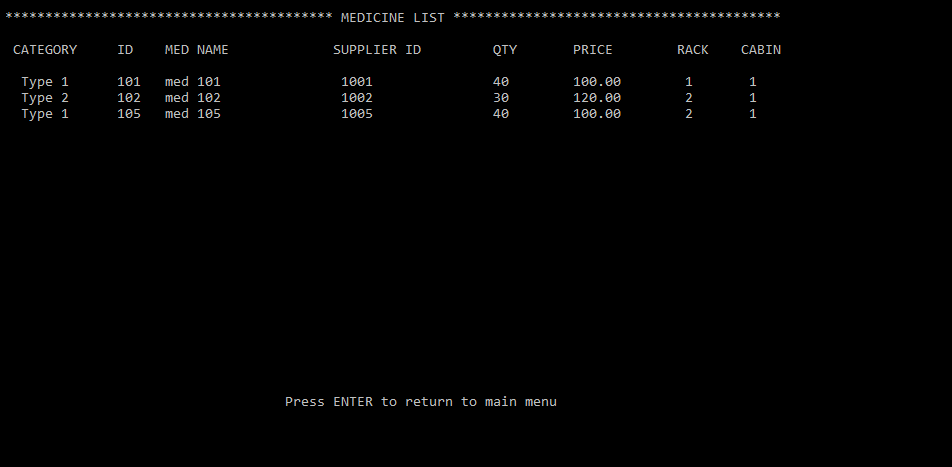 ***************************************** MEDICINE LIST *****************************************
CATEGORY ID MED NAME SUPPLIER ID QTY PRICE RACK CABIN
Type 1 101 med 101 1001 40 100.00 1 1
Type 2 102 med 102 1002 30 120.00 2 1
Type 1 105 med 105 1005 40 100.00 2 1
Press ENTER to return to main menu